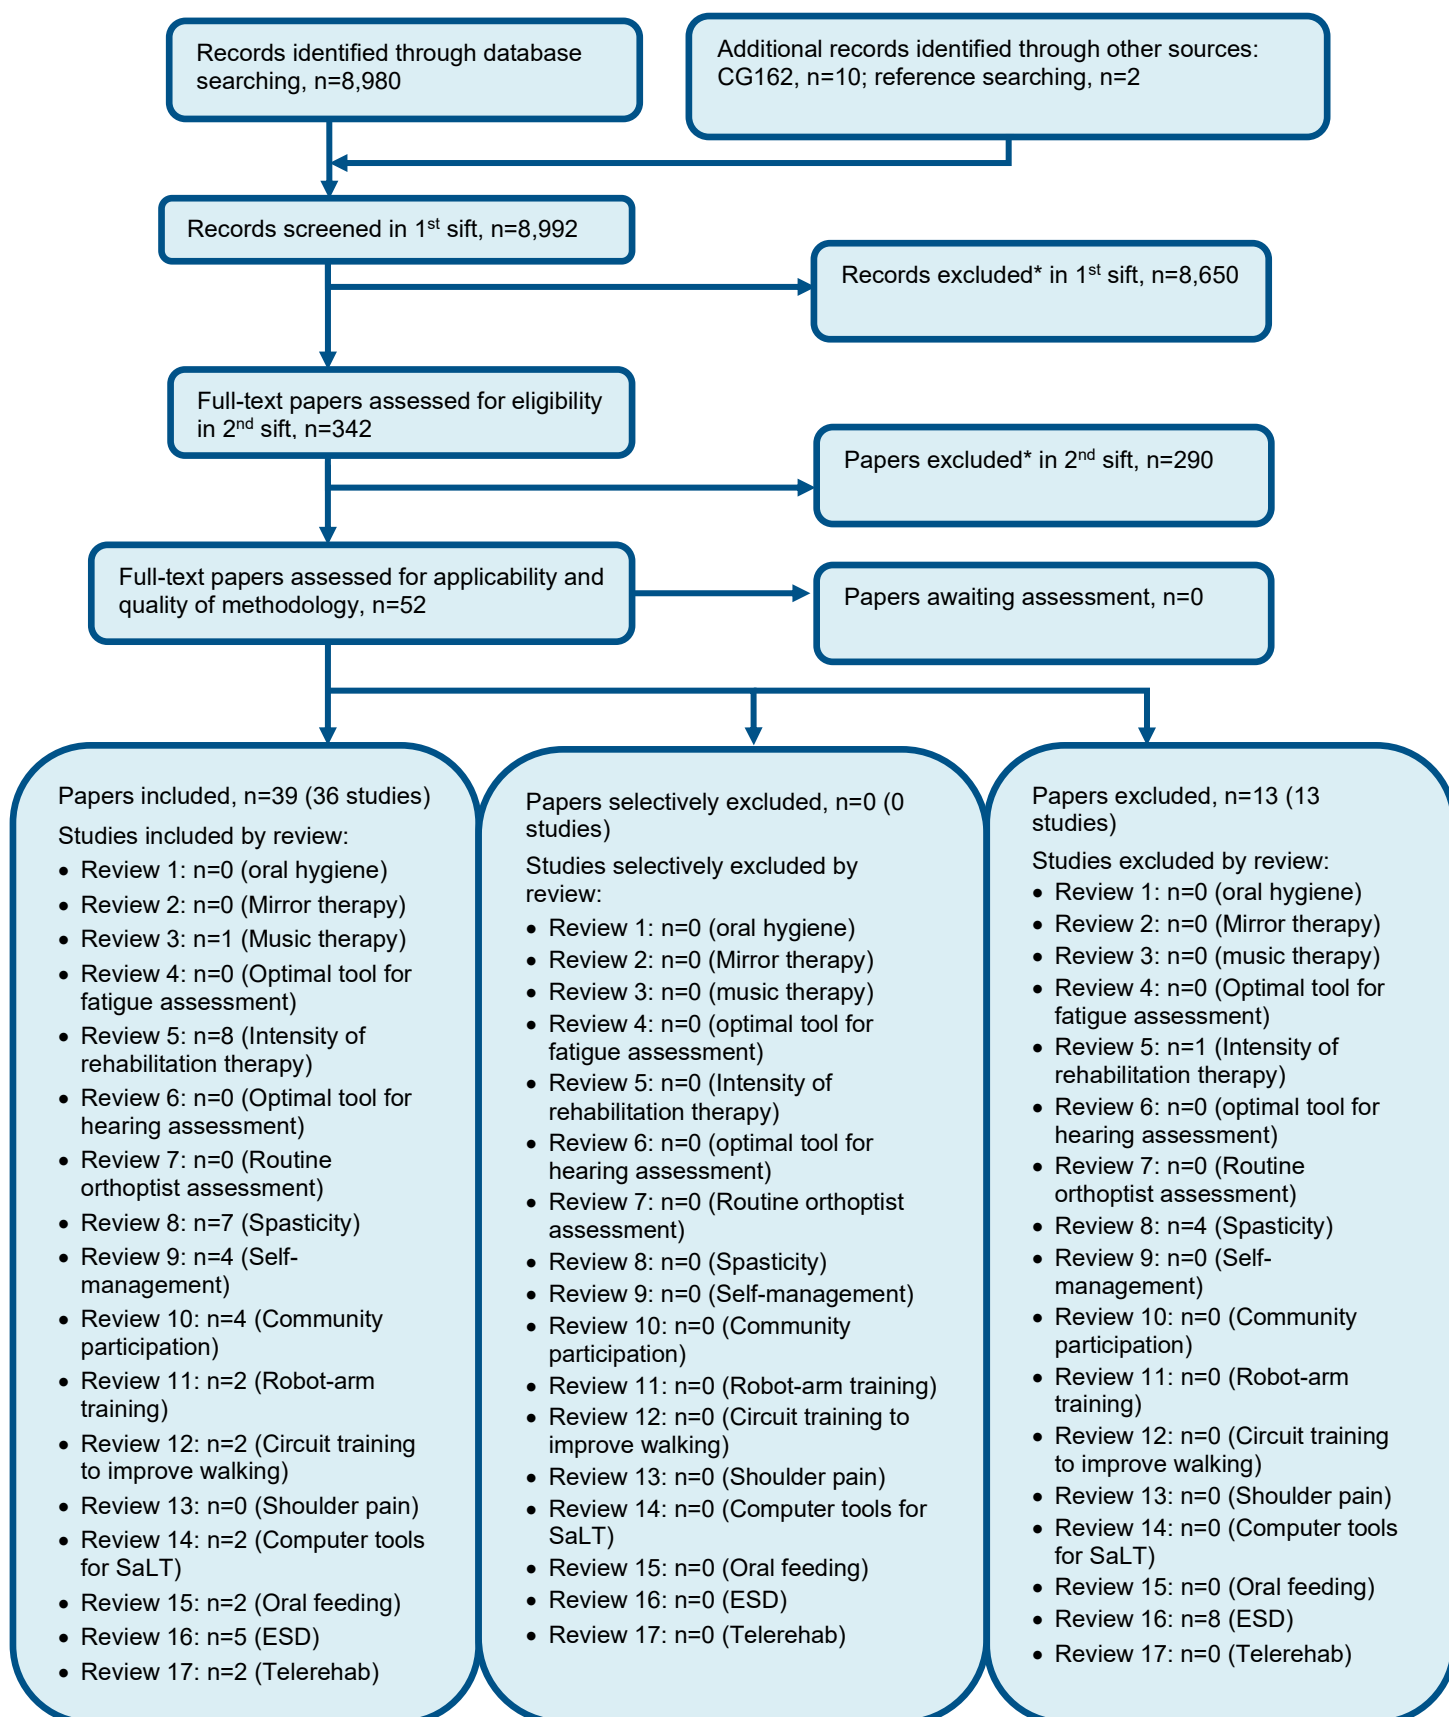 Records identified through database
searching, n=8,980
Additional records identified through other sources:
CG162, n=10; reference searching, n=2
Records screened in 1st sift, n=8,992
Records excluded* in 1st sift, n=8,650
Full-text papers assessed for eligibility
in 2nd sift, n=342
Papers excluded* in 2nd sift, n=290
Full-text papers assessed for applicability and
quality of methodology, n=52
Papers awaiting assessment, n=0
Papers included, n=39 (36 studies)
Studies included by review:
• Review 1: n=0 (oral hygiene)
• Review 2: n=0 (Mirror therapy)
• Review 3: n=1 (Music therapy)
• Review 4: n=0 (Optimal tool for
fatigue assessment)
• Review 5: n=8 (Intensity of
rehabilitation therapy)
• Review 6: n=0 (Optimal tool for
hearing assessment)
• Review 7: n=0 (Routine
orthoptist assessment)
• Review 8: n=7 (Spasticity)
• Review 9: n=4 (Self-
management)
• Review 10: n=4 (Community
participation)
• Review 11: n=2 (Robot-arm
training)
• Review 12: n=2 (Circuit training
to improve walking)
• Review 13: n=0 (Shoulder pain)
• Review 14: n=2 (Computer tools
for SaLT)
• Review 15: n=2 (Oral feeding)
• Review 16: n=5 (ESD)
• Review 17: n=2 (Telerehab)
Papers selectively excluded, n=0 (0
studies)
Studies selectively excluded by
review:
• Review 1: n=0 (oral hygiene)
• Review 2: n=0 (Mirror therapy)
• Review 3: n=0 (music therapy)
• Review 4: n=0 (optimal tool for
fatigue assessment)
• Review 5: n=0 (Intensity of
rehabilitation therapy)
• Review 6: n=0 (optimal tool for
hearing assessment)
• Review 7: n=0 (Routine orthoptist
assessment)
• Review 8: n=0 (Spasticity)
• Review 9: n=0 (Self-management)
• Review 10: n=0 (Community
participation)
• Review 11: n=0 (Robot-arm training)
• Review 12: n=0 (Circuit training to
improve walking)
• Review 13: n=0 (Shoulder pain)
• Review 14: n=0 (Computer tools for
SaLT)
• Review 15: n=0 (Oral feeding)
• Review 16: n=0 (ESD)
• Review 17: n=0 (Telerehab)
Papers excluded, n=13 (13
studies)
Studies excluded by review:
• Review 1: n=0 (oral hygiene)
• Review 2: n=0 (Mirror therapy)
• Review 3: n=0 (music therapy)
• Review 4: n=0 (Optimal tool for
fatigue assessment)
• Review 5: n=1 (Intensity of
rehabilitation therapy)
• Review 6: n=0 (optimal tool for
hearing assessment)
• Review 7: n=0 (Routine
orthoptist assessment)
• Review 8: n=4 (Spasticity)
• Review 9: n=0 (Self-
management)
• Review 10: n=0 (Community
participation)
• Review 11: n=0 (Robot-arm
training)
• Review 12: n=0 (Circuit training
to improve walking)
• Review 13: n=0 (Shoulder pain)
• Review 14: n=0 (Computer tools
for SaLT)
• Review 15: n=0 (Oral feeding)
• Review 16: n=8 (ESD)
• Review 17: n=0 (Telerehab)